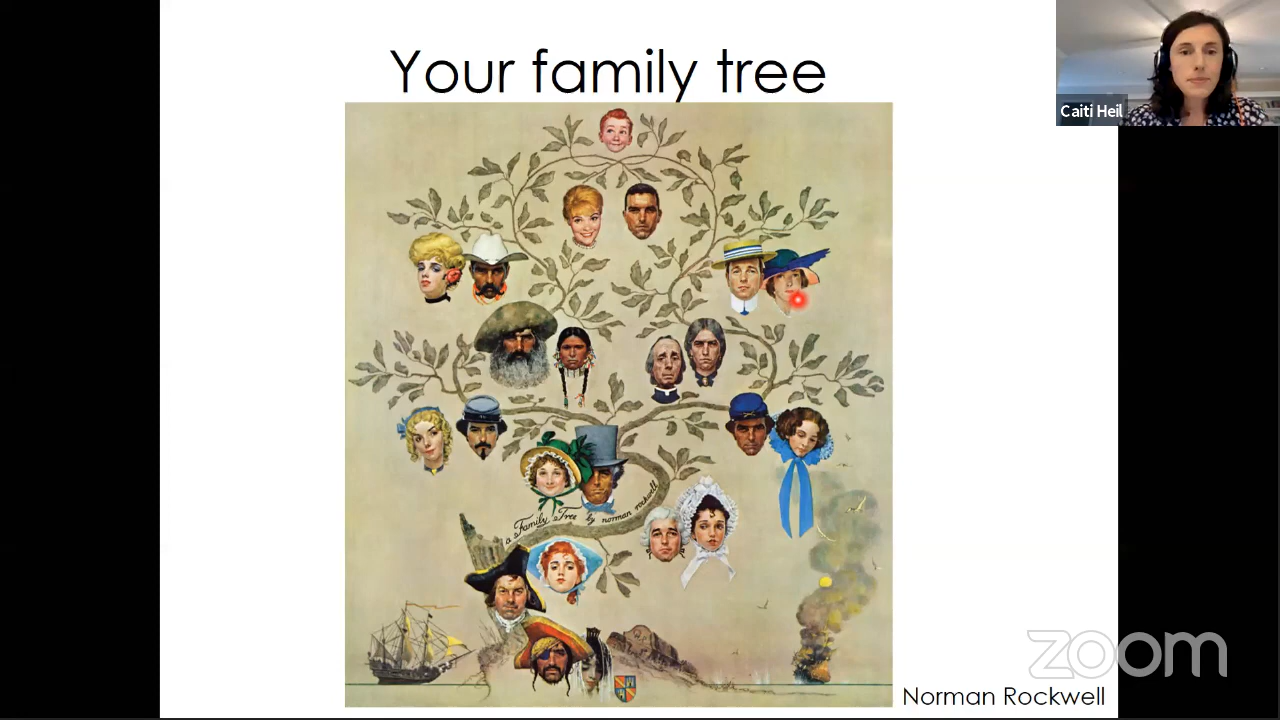 Your family tree
Caiti Heil
a Family Tree by norman rockwell
zoom
Norman Rockwell